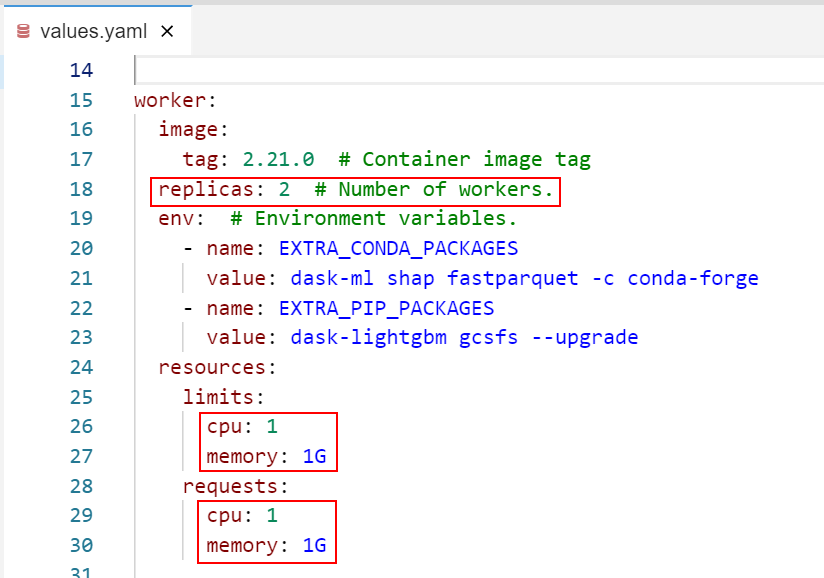 values.yaml ×
14
15 worker:
16   image:
17     tag: 2.21.0  # Container image tag
18   replicas: 2  # Number of workers.
19   env:  # Environment variables.
20     - name: EXTRA_CONDA_PACKAGES
21       value: dask-ml shap fastparquet -c conda-forge
22     - name: EXTRA_PIP_PACKAGES
23       value: dask-lightgbm gcsfs --upgrade
24   resources:
25     limits:
26       cpu: 1
27       memory: 1G
28     requests:
29       cpu: 1
30       memory: 1G
31